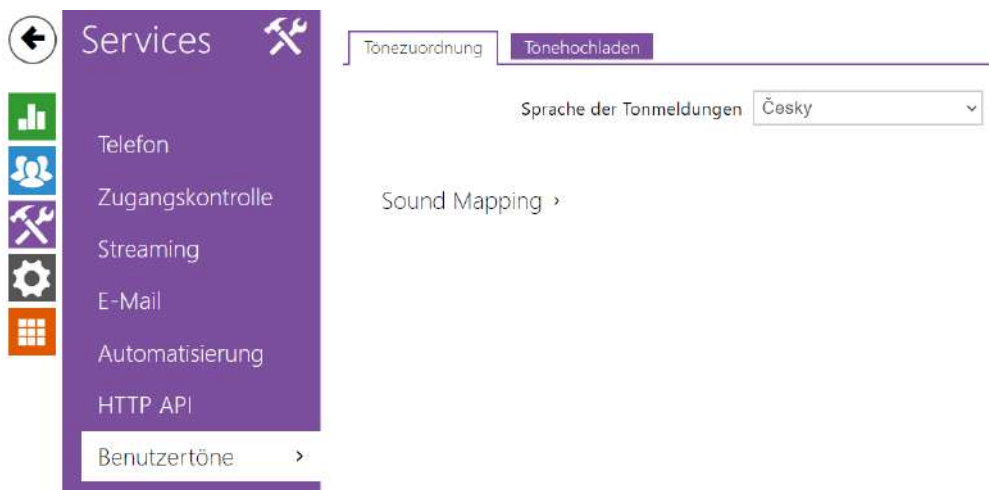 Services
Tönezuordnung
Tönehochladen
Sprache der Tonmeldungen
Česky
Telefon
Zugangskontrolle
Sound Mapping
Streaming
E-Mail
Automatisierung
HTTP API
Benutzertöne